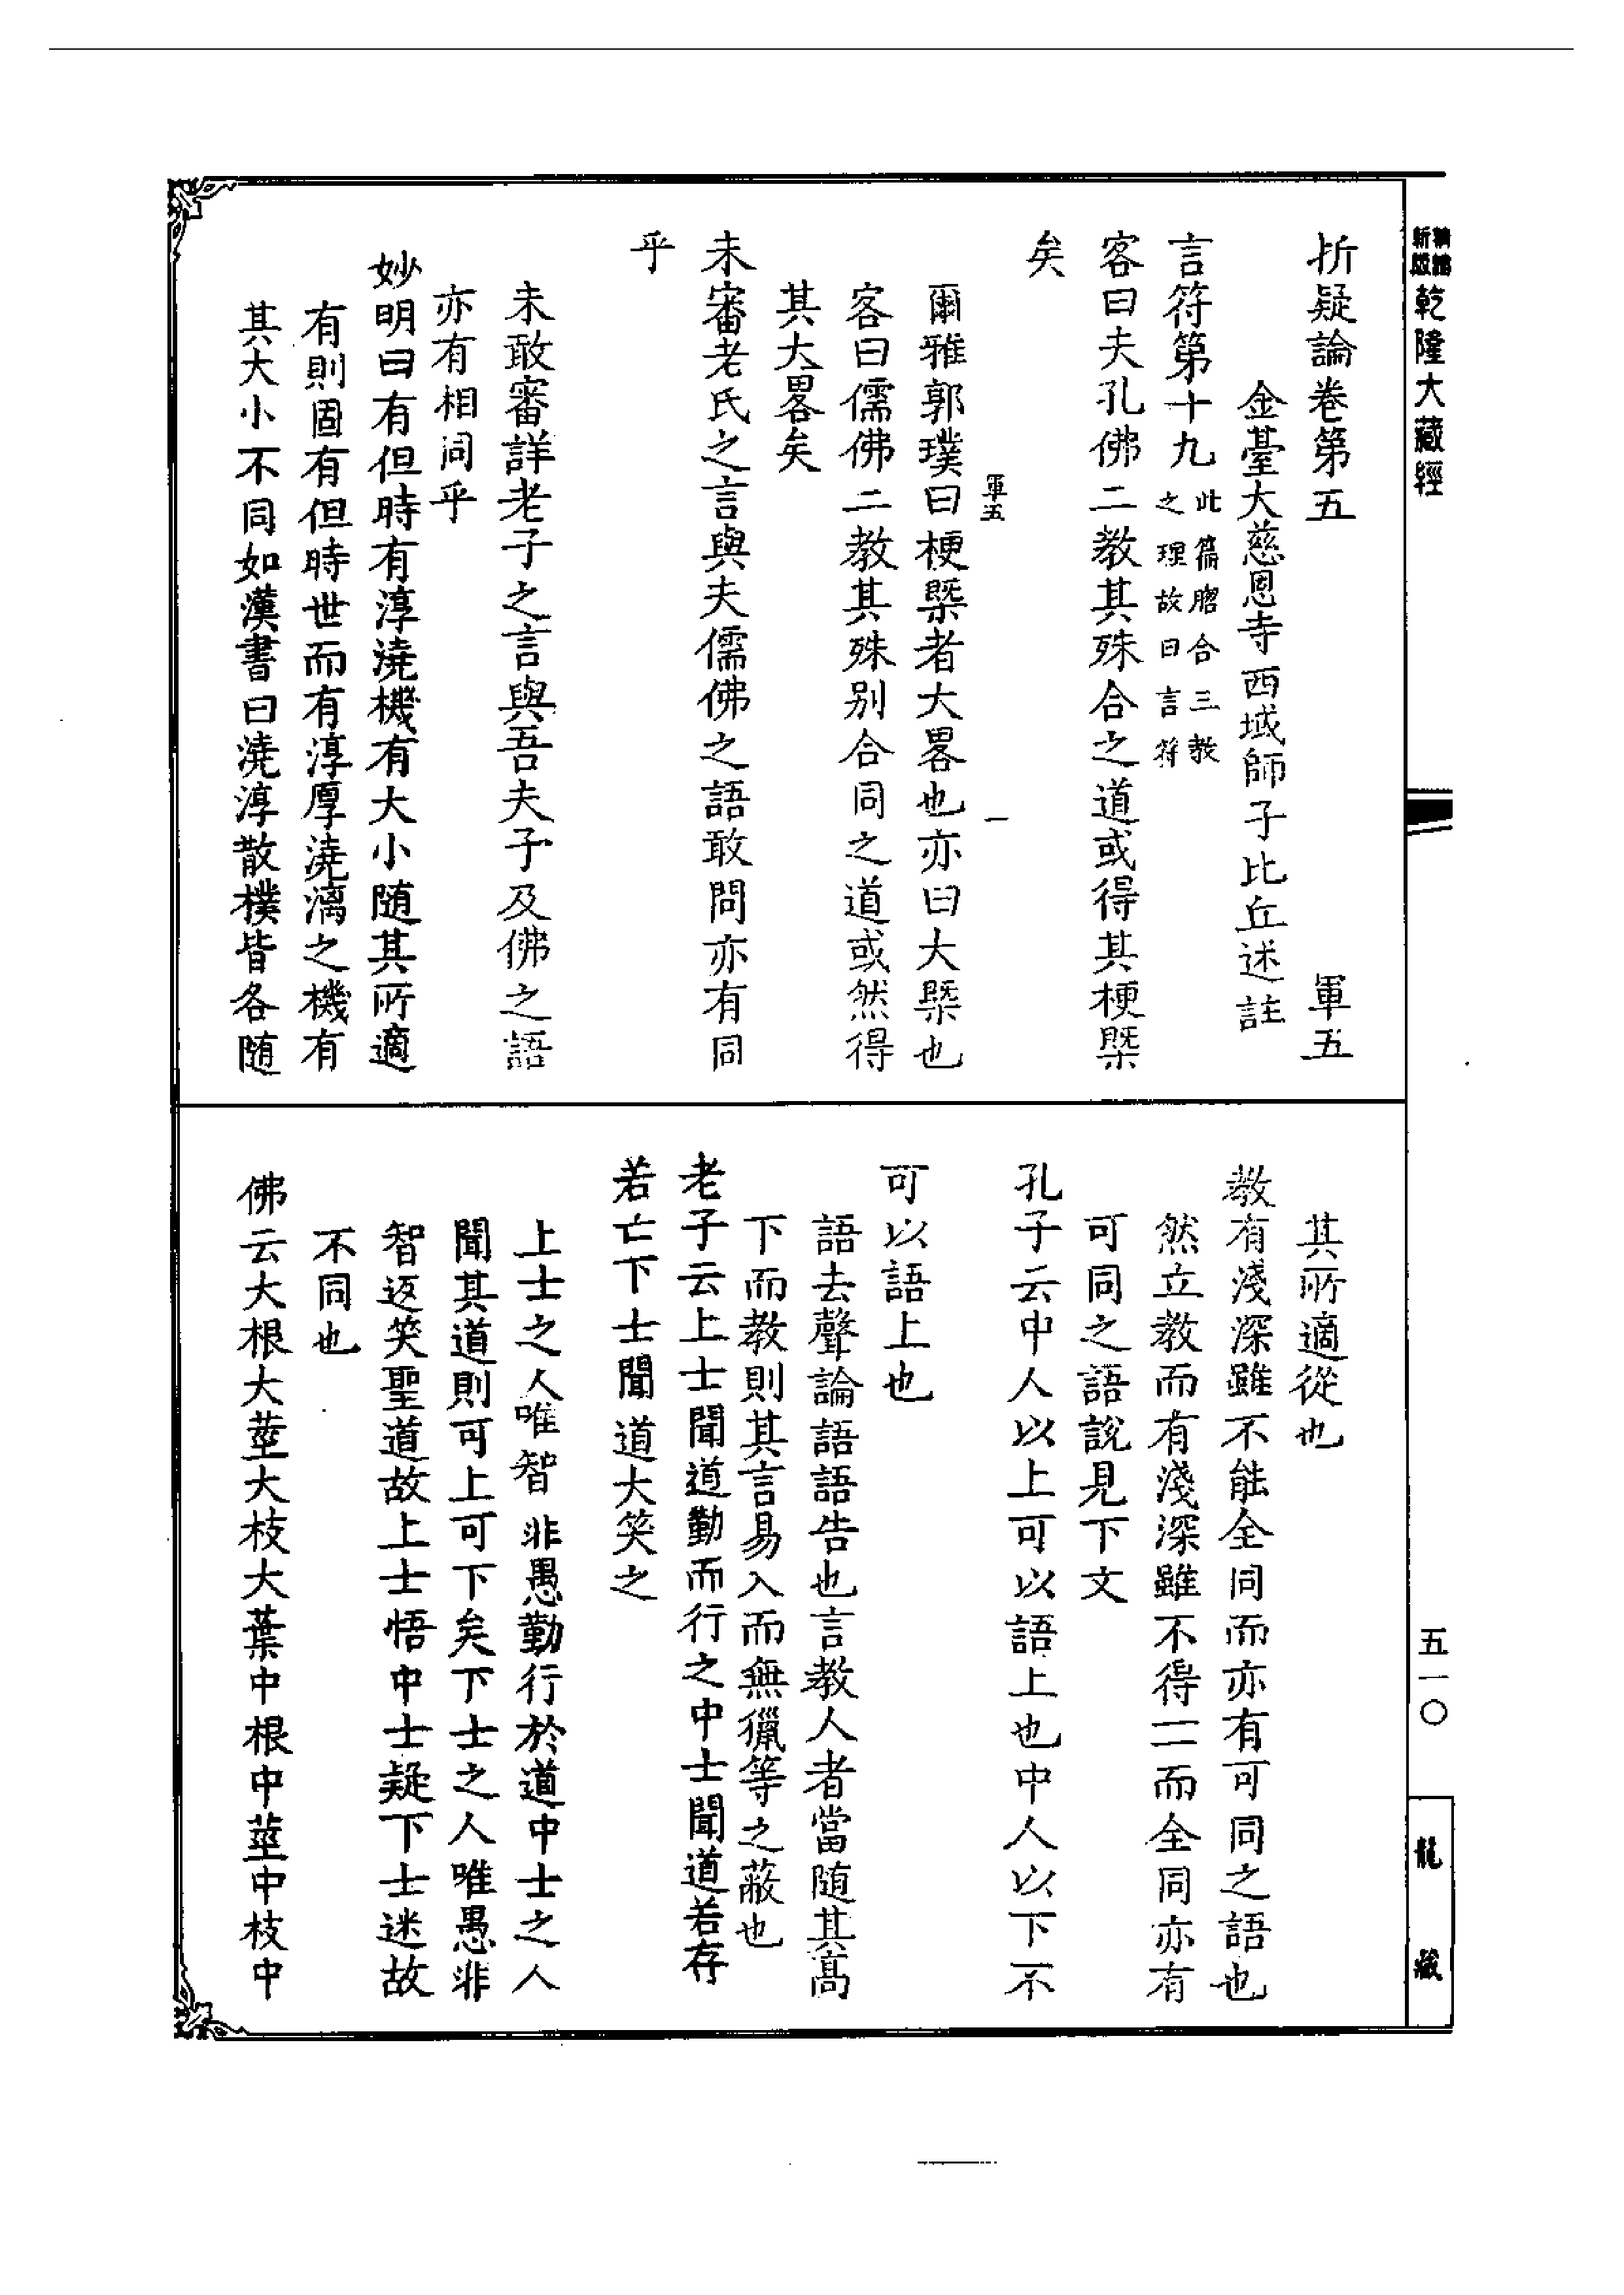 折疑論卷第五　軍五
金臺大慈恩寺西域師子比丘述註
言符第十九此篇𦙄合三教之理故曰言符
客曰夫孔佛二教其殊合之道或得其梗槩
矣
軍五　一
爾雅郭璞曰梗槩者大畧也亦曰大槩也
客曰儒佛二教其殊别合同之道或然得
其大畧矣
未審老氏之言與夫儒佛之語敢問亦有同
乎
未敢審詳老子之言與吾夫子及佛之語
亦有相同乎
妙明曰有但時有淳澆機有大小随其所適
有則固有但時世而有淳厚澆漓之機有
其大小不同如漢書曰澆淳散樸皆各随
其所適從也
教有淺深雖不能全同而亦有可同之語也
然立教而有淺深雖不得一一而全同亦有
可同之語說見下文
孔子云中人以上可以語上也中人以下不
可以語上也
語去聲論語語告也言教人者當随其高
下而教則其言易入而無獵等之蔽也
老子云上士聞道勤而行之中士聞道若存
若亡下士聞道大笑之
上士之人唯智非愚勤行於道中士之人
聞其道則可上可下矣下士之人唯愚非
智返笑聖道故上士悟中士疑下士迷故
不同也
佛云大根大莖大枝大葉中根中莖中枝中
新版精縮
乾隆大藏經
五一〇
龍藏